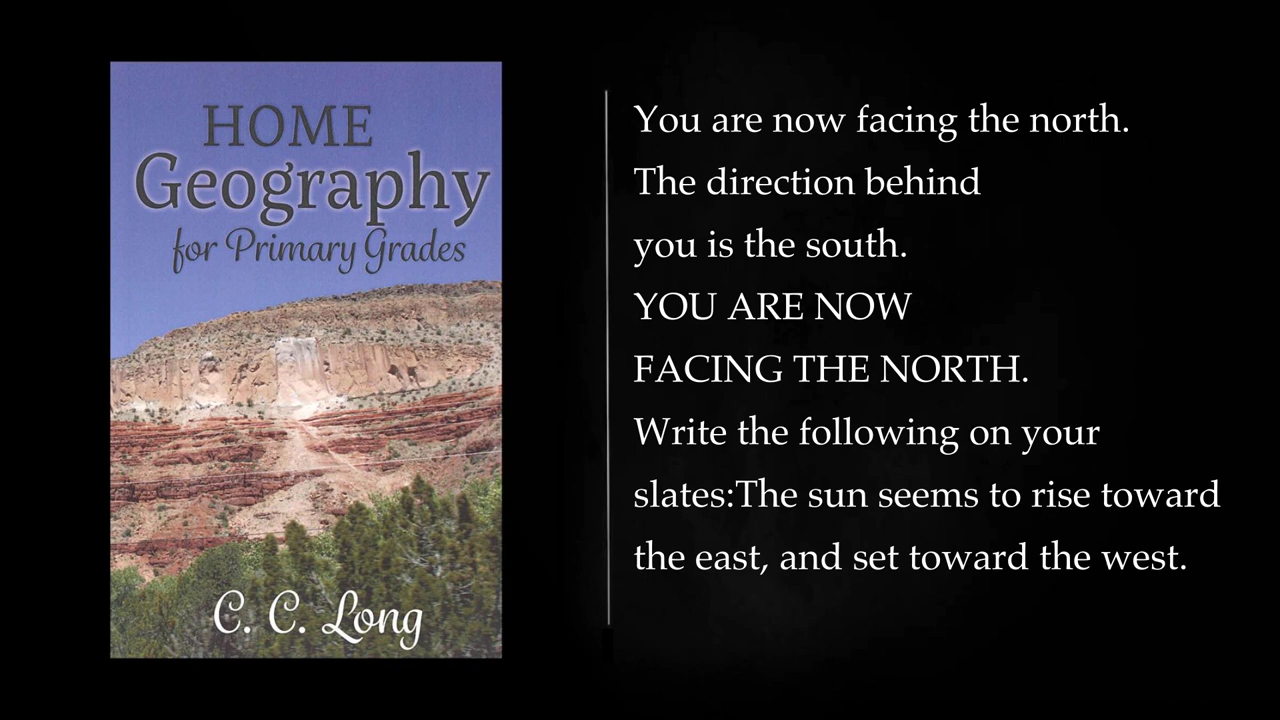 HOME
Geography
for Primary Grades
C. C. Long
You are now facing the north.
The direction behind
you is the south.
YOU ARE NOW
FACING THE NORTH.
Write the following on your
slates:The sun seems to rise toward
the east, and set toward the west.